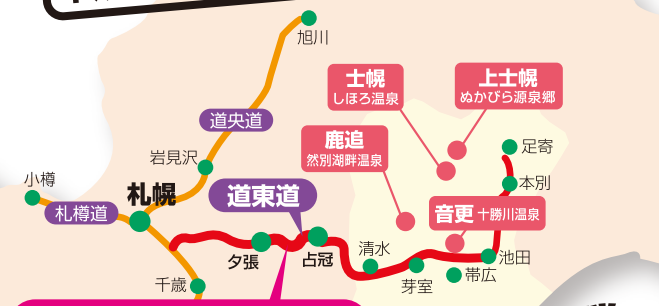 旭川
士幌
しほろ温泉
上士幌
ぬかびら源泉郷
道央道
鹿追
然別湖畔温泉
足寄
岩見沢
小樽
札幌
本別
道東道
札樽道
音更 十勝川温泉
夕張
占冠
清水
池田
千歳
芽室
帯広